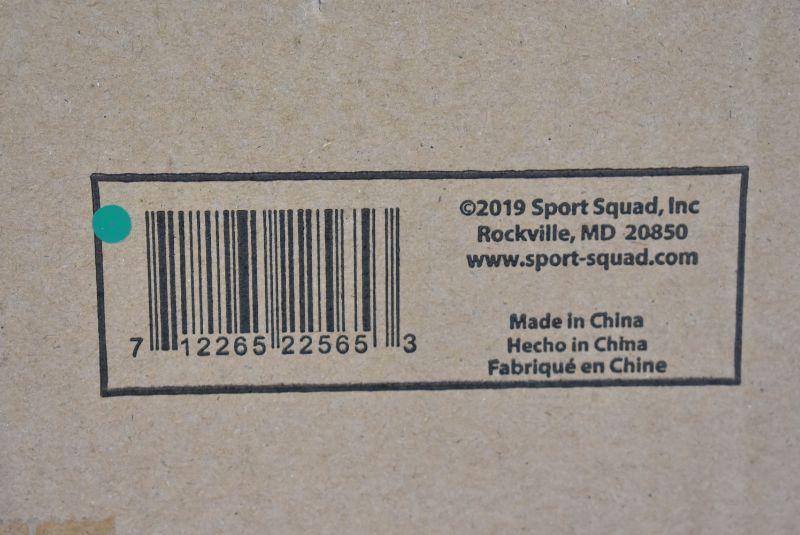 7 12265 22565 3
©2019 Sport Squad, Inc
Rockville, MD 20850
www.sport-squad.com
Made in China
Hecho in China
Fabriqué en Chine